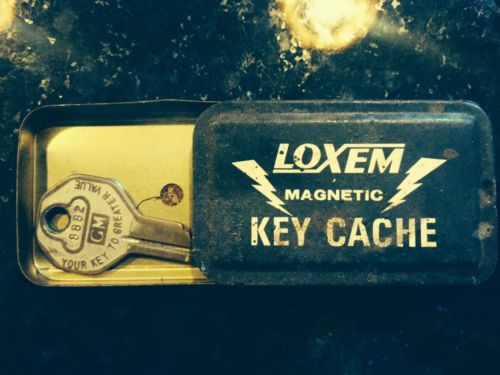 LOXEM
MAGNETIC
KEY CACHE
8882
GM
YOUR KEY TO GREATER VALUE